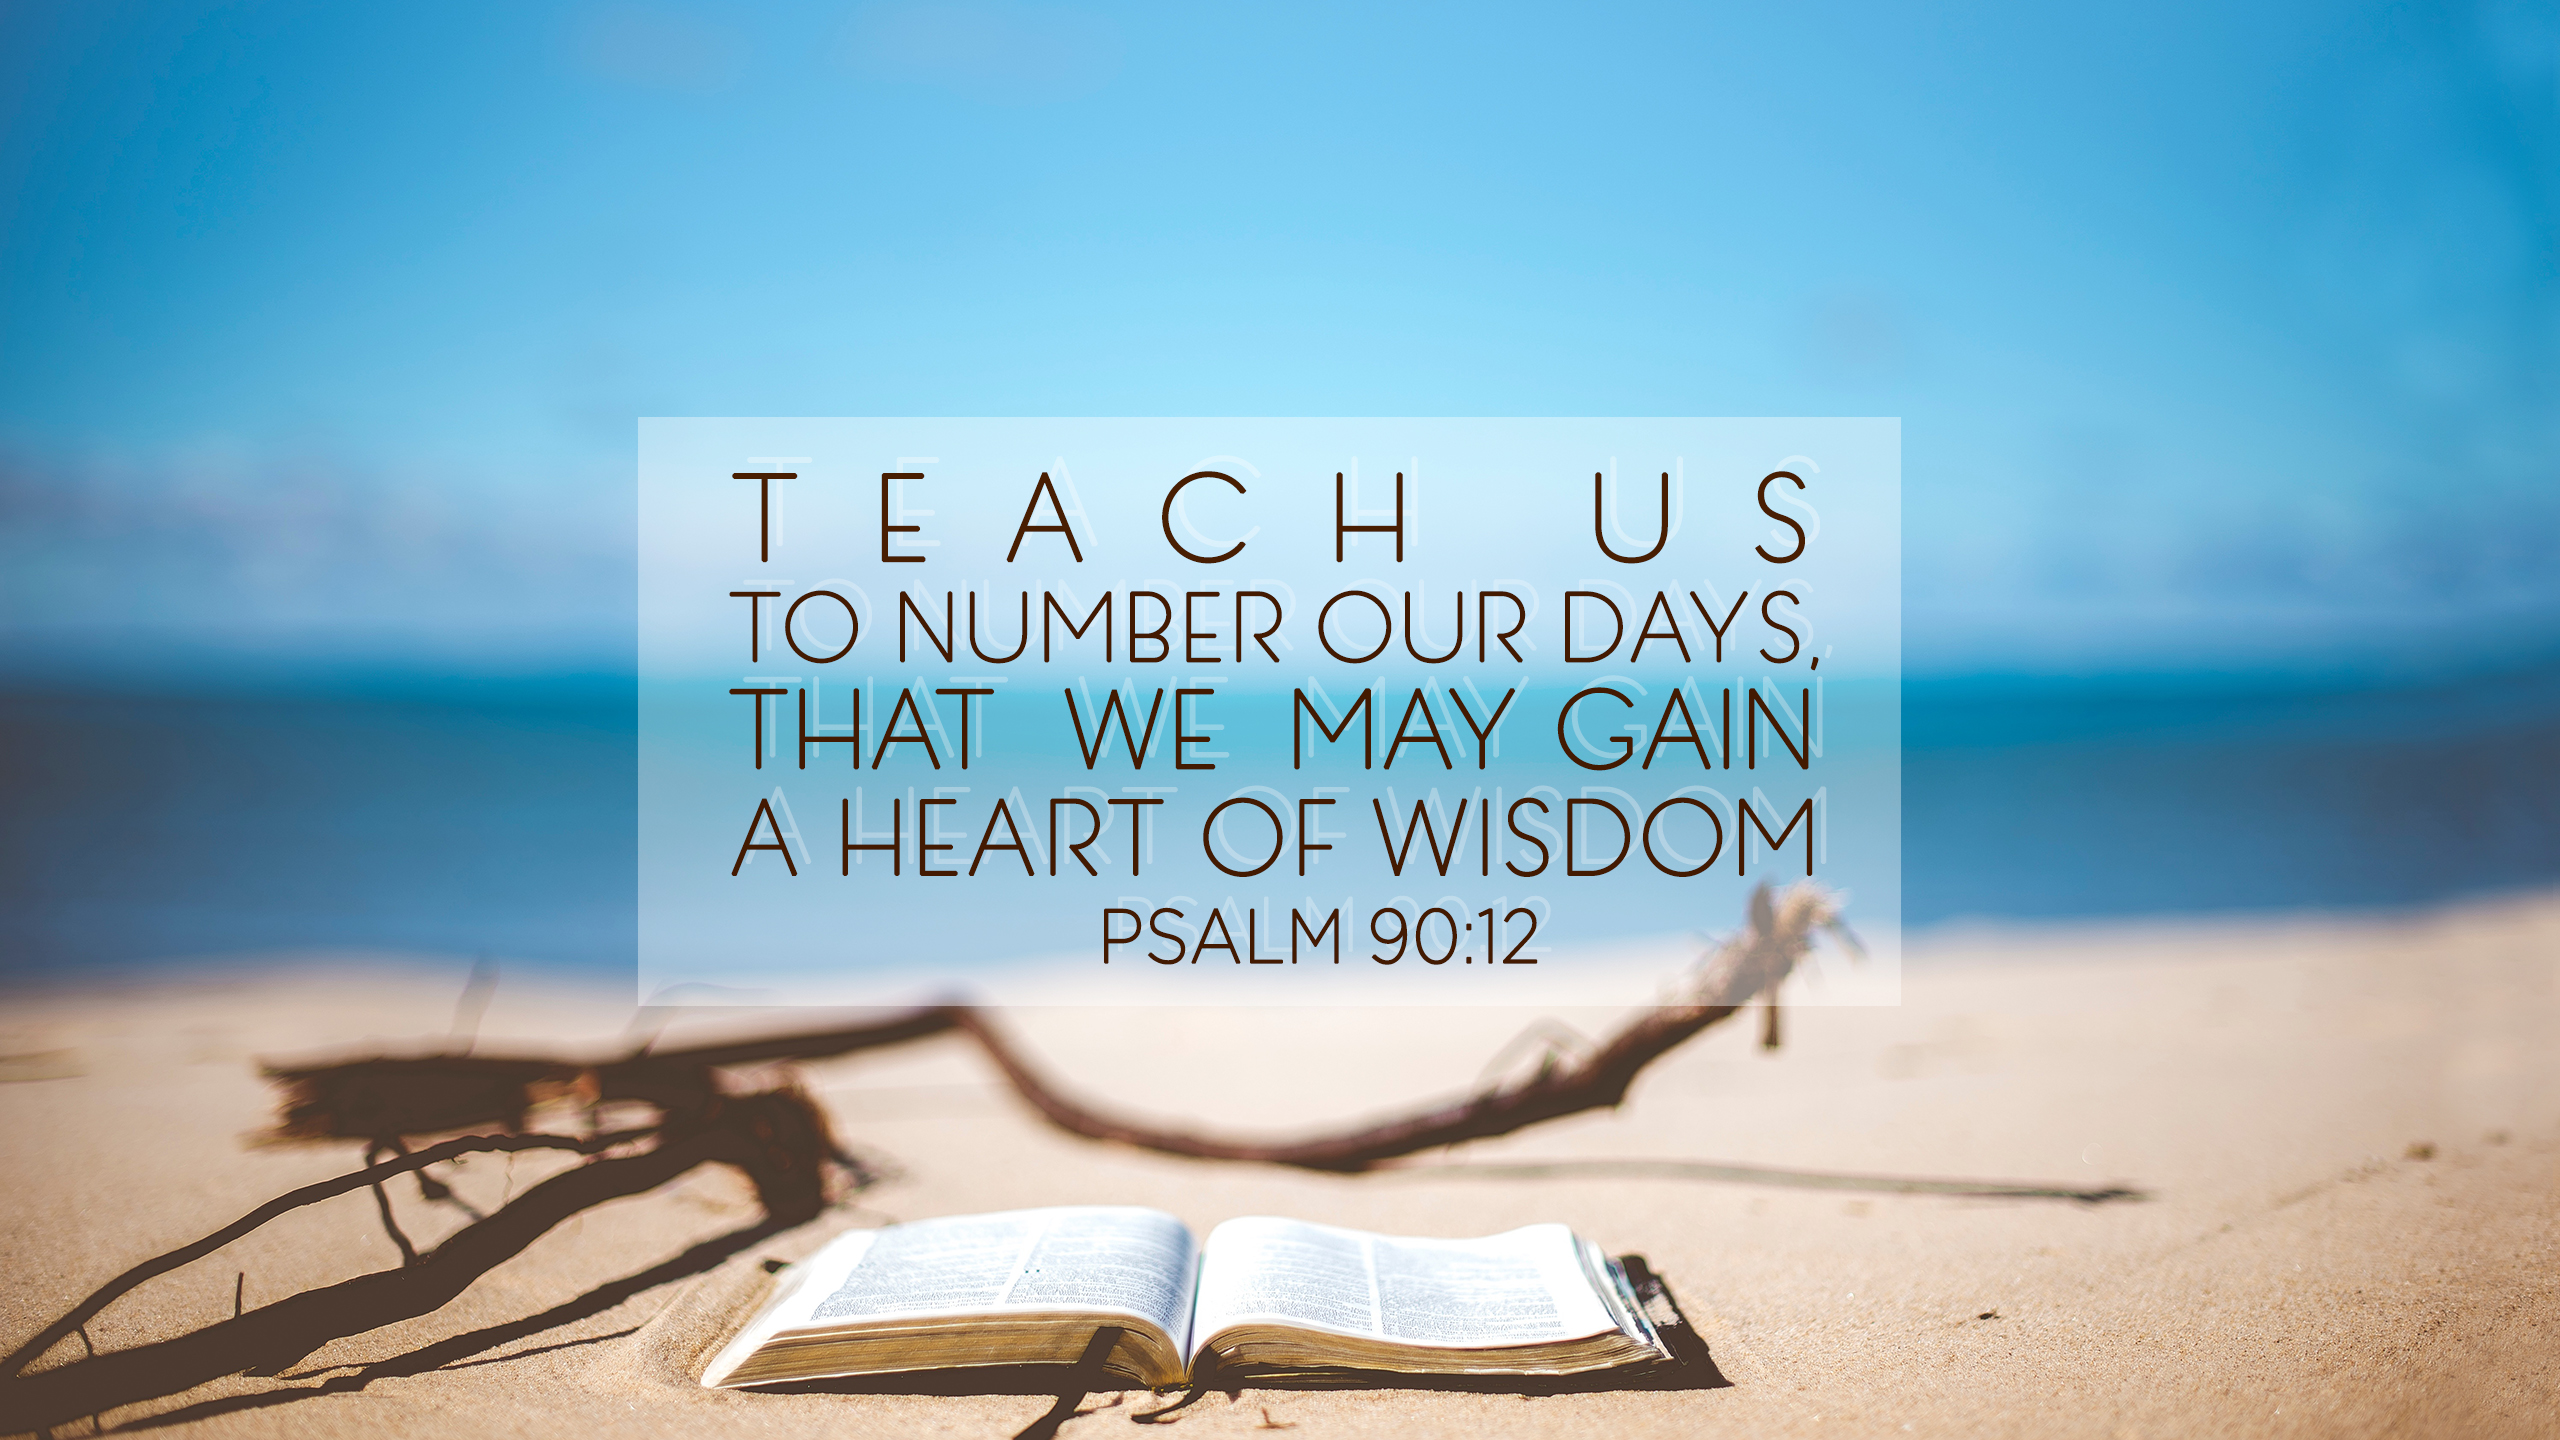 TEACH US
TO NUMBER OUR DAYS,
THAT WE MAY GAIN
A HEART OF WISDOM
PSALM 90:12